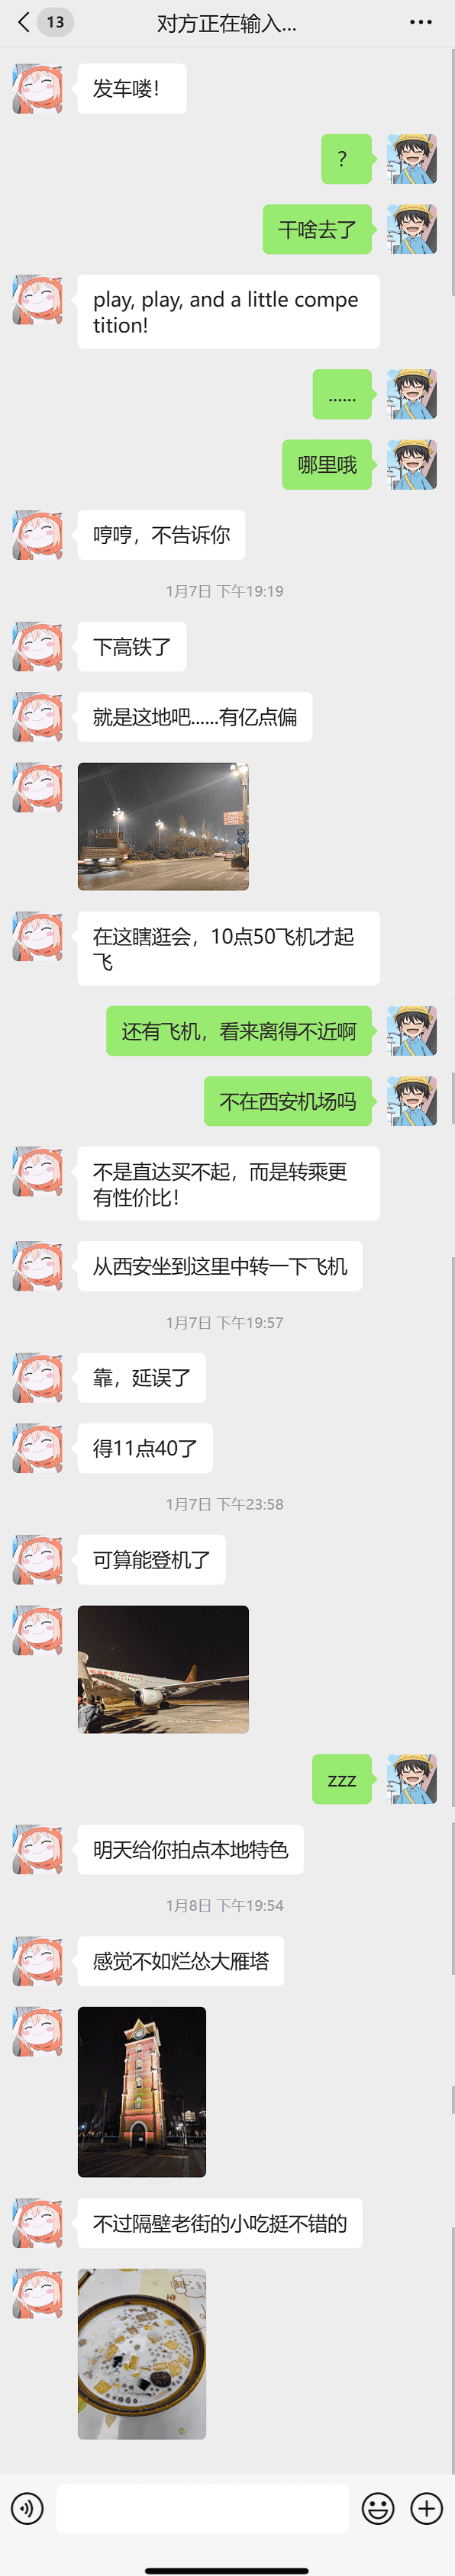 13
对方正在输入...
发车喽！
？
干啥去了
play, play, and a little compe
tition!
......
哪里哦
哼哼，不告诉你
1月7日 下午19:19
下高铁了
就是这地吧......有亿点偏
在这瞎逛会，10点50飞机才起
飞
还有飞机，看来离得不近啊
不在西安机场吗
不是直达买不起，而是转乘更
有性价比！
从西安坐到这里中转一下飞机
1月7日 下午19:57
靠，延误了
得11点40了
1月7日 下午23:58
可算能登机了
zzz
明天给你拍点本地特色
1月8日 下午19:54
感觉不如烂怂大雁塔
不过隔壁老街的小吃挺不错的